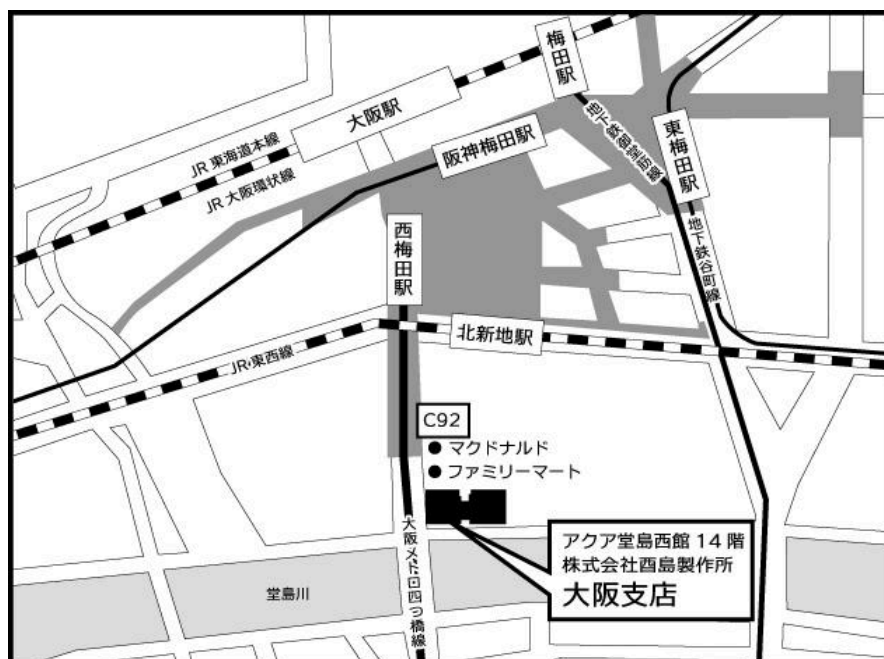 梅田駅
大阪駅
JR 東海道本線
JR 大阪環状線
阪神梅田駅
地下鉄御堂筋線
東梅田駅
地下鉄谷町線
西梅田駅
北新地駅
JR・東西線
C92
● マクドナルド
● ファミリーマート
アクア堂島西館 14 階
株式会社酉島製作所
大阪支店
堂島川
大阪メトロ四つ橋線